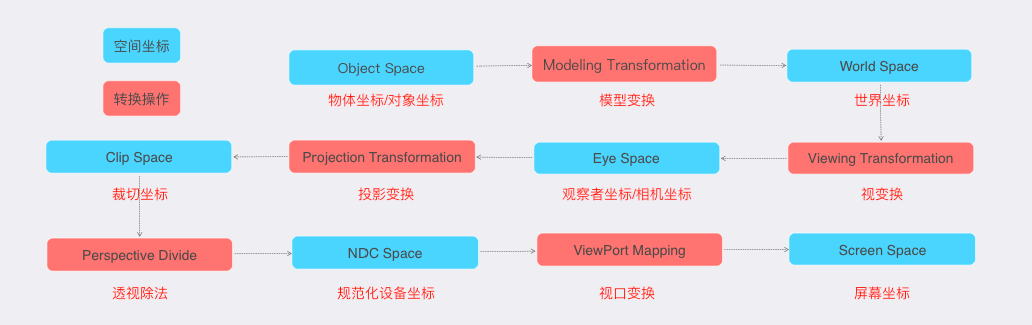 空间坐标
转换操作
Object Space
物体坐标/对象坐标
Modeling Transformation
模型变换
World Space
世界坐标
Viewing Transformation
视变换
Eye Space
观察者坐标/相机坐标
Projection Transformation
投影变换
Clip Space
裁切坐标
Perspective Divide
透视除法
NDC Space
规范化设备坐标
ViewPort Mapping
视口变换
Screen Space
屏幕坐标